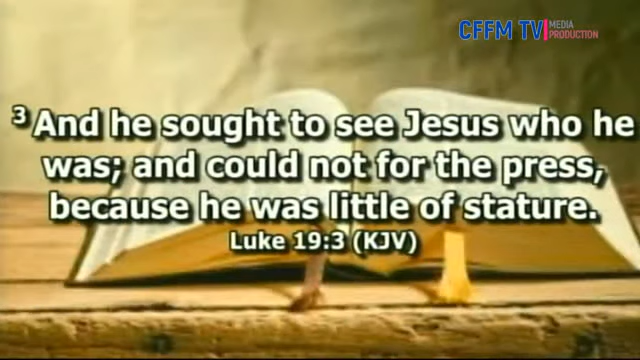 CFFM TV MEDIA
PRODUCTION
3 And he sought to see Jesus who he
was; and could not for the press,
because he was little of stature.
Luke 19:3 (KJV)